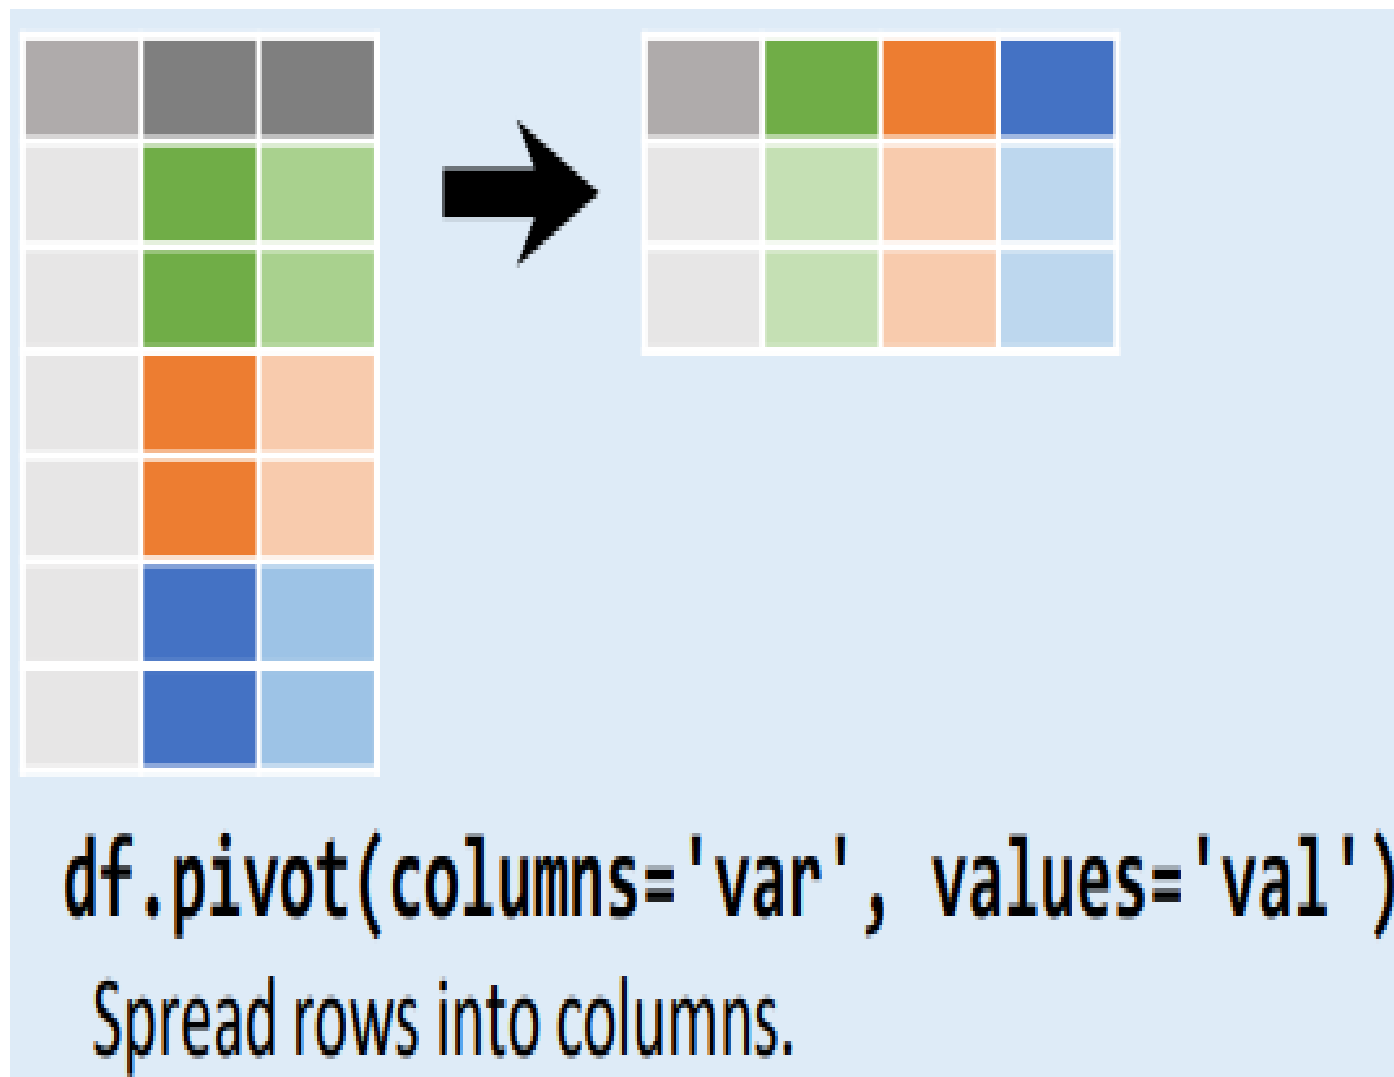 df.pivot(columns='var', values='val')
Spread rows into columns.